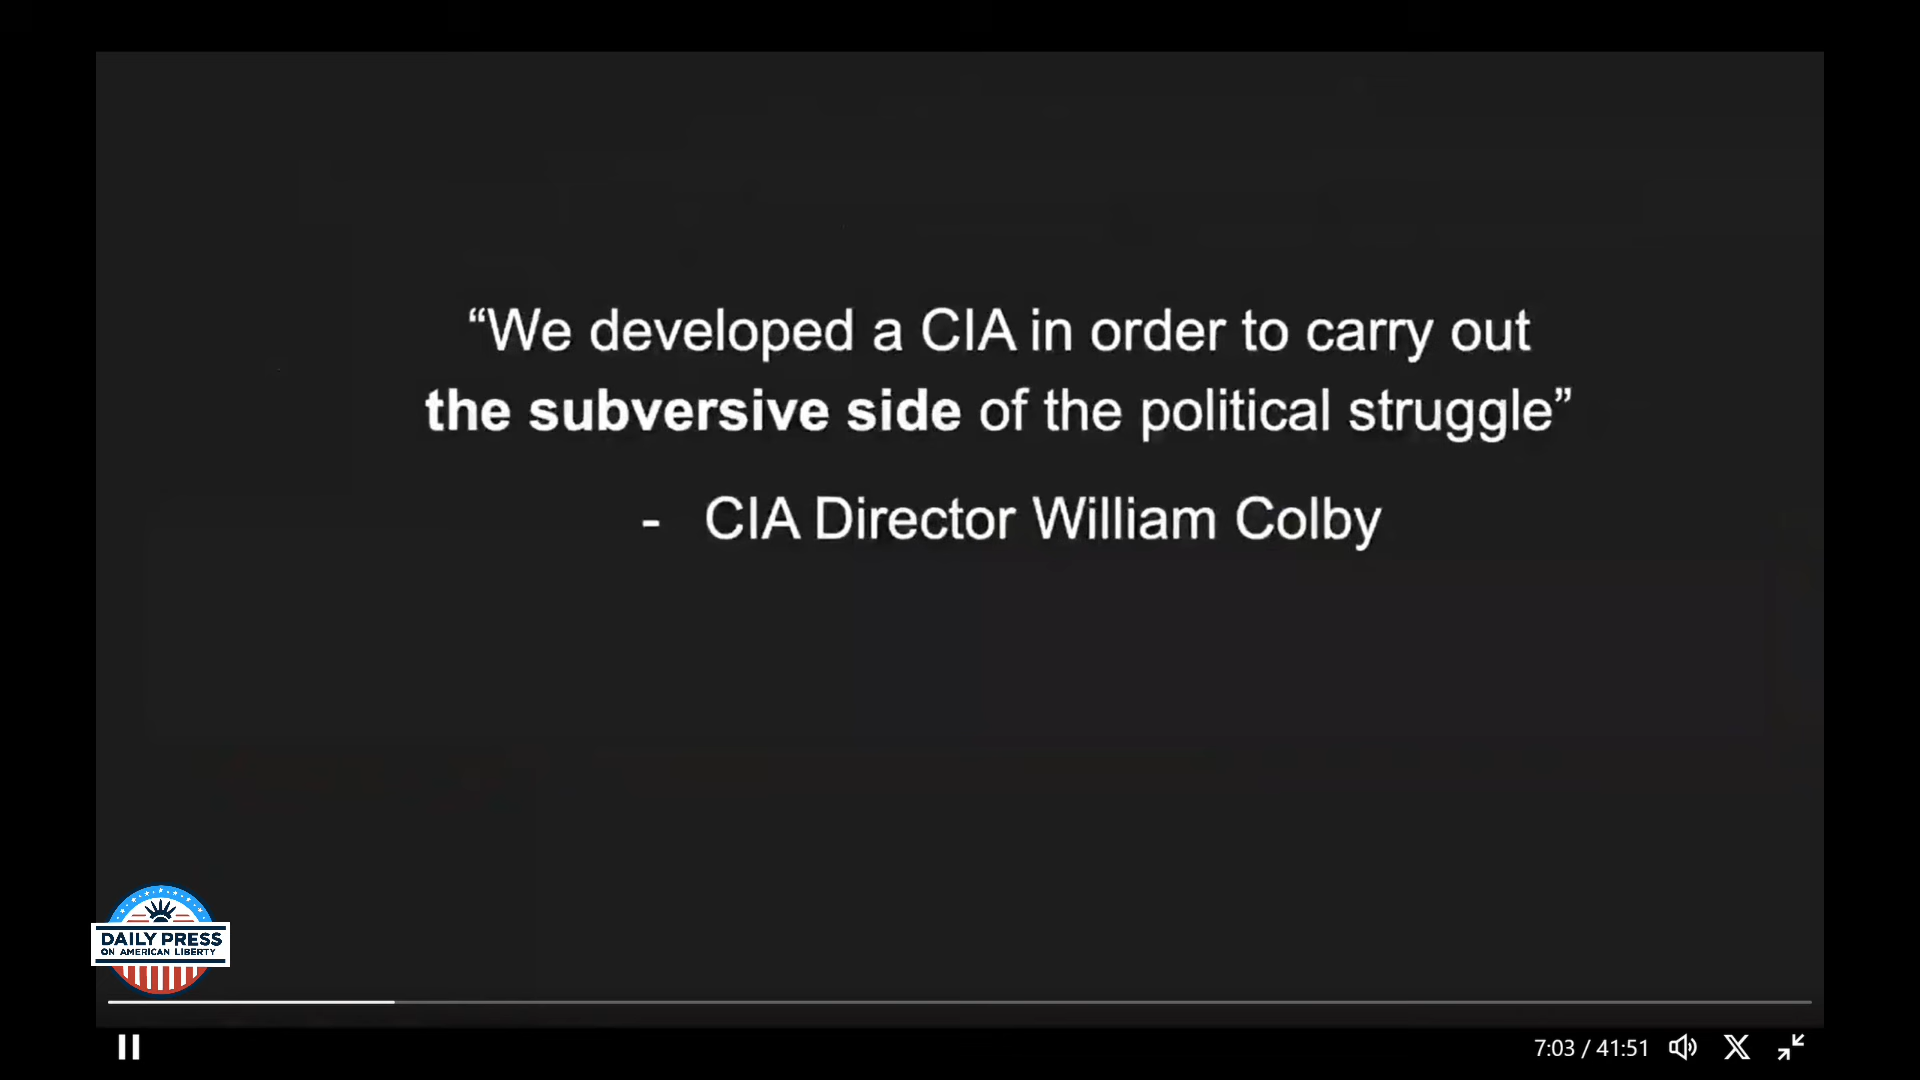 “We developed a CIA in order to carry out
the subversive side of the political struggle”
- CIA Director William Colby
DAILY PRESS
ON AMERICAN LIBERTY
7:03 / 41:51